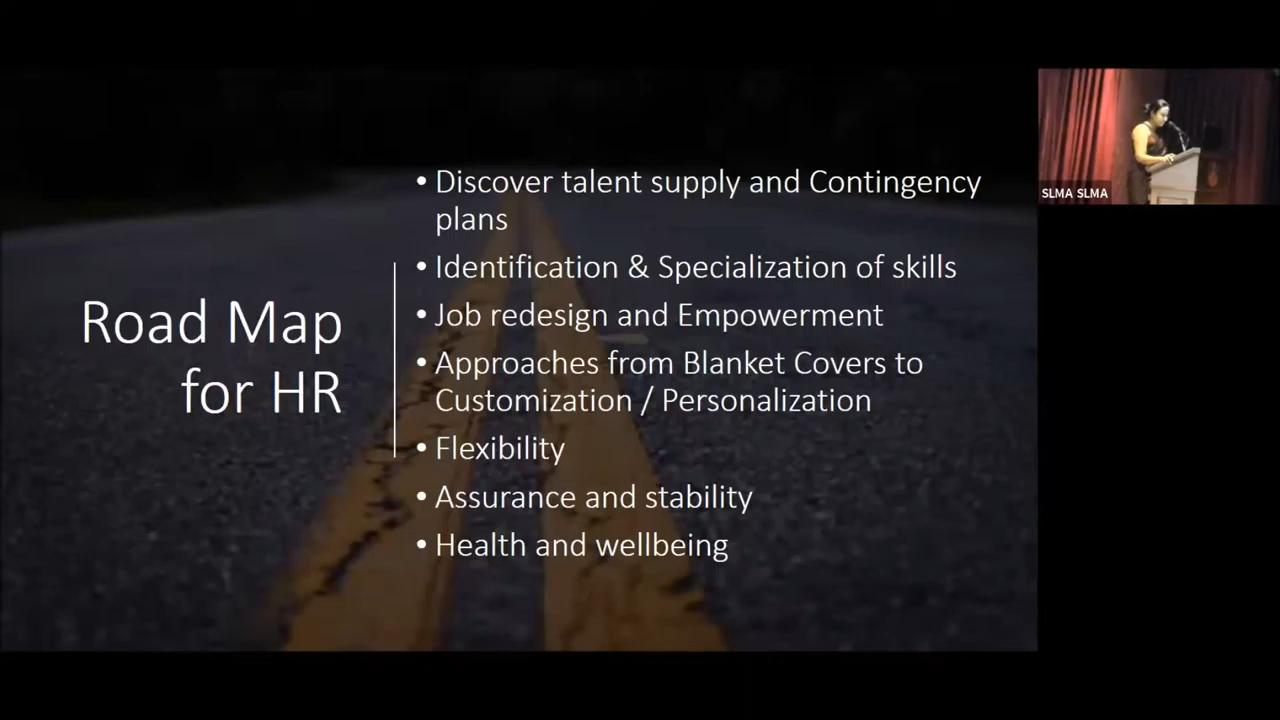 Road Map
for HR
• Discover talent supply and Contingency
plans
• Identification & Specialization of skills
• Job redesign and Empowerment
• Approaches from Blanket Covers to
Customization / Personalization
• Flexibility
• Assurance and stability
• Health and wellbeing
SLMA SLMA